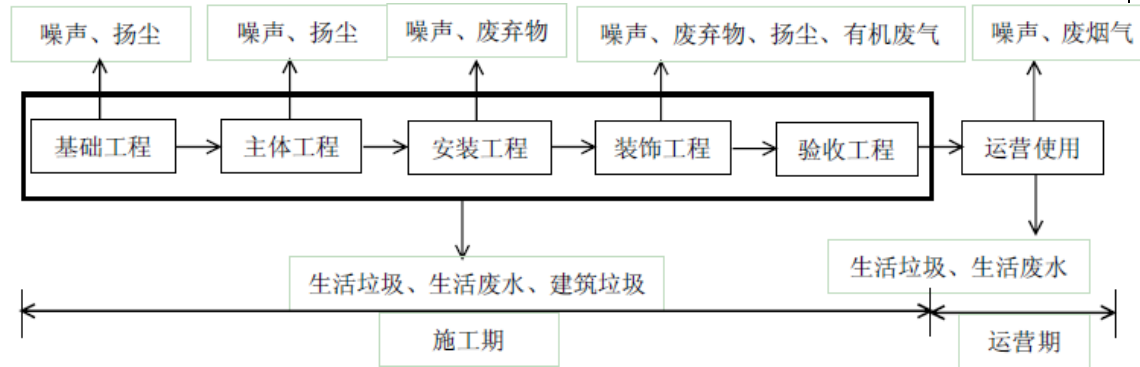 噪声、扬尘
噪声、扬尘
噪声、废弃物
噪声、废弃物、扬尘、有机废气
噪声、废烟气
基础工程
主体工程
安装工程
装饰工程
验收工程
运营使用
生活垃圾、生活废水、建筑垃圾
生活垃圾、生活废水
施工期
运营期